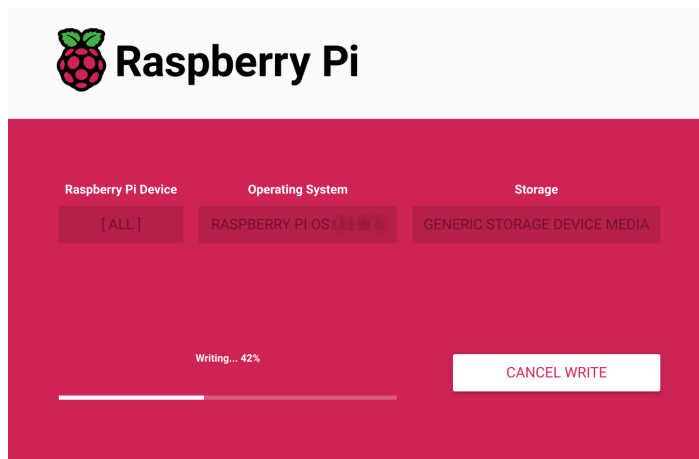 Raspberry Pi
Raspberry Pi Device
Operating System
Storage
[ ALL ]
RASPBERRY PI OS
GENERIC STORAGE DEVICE MEDIA
Writing... 42%
CANCEL WRITE